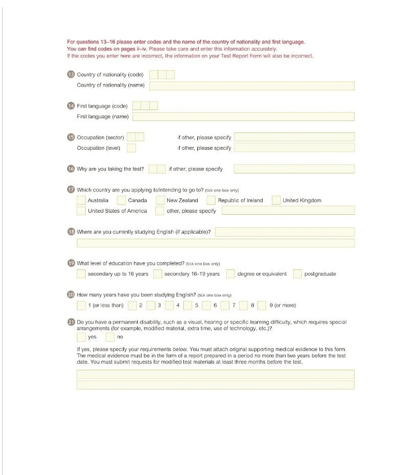 For questions 13–16 please enter codes and the name of the country of nationality and first language.
You can find codes on pages ii–iv. Please take care and enter this information accurately.
If the codes you enter here are incorrect, the information on your Test Report Form will also be incorrect.
13 Country of nationality (code)
Country of nationality (name)
14 First language (code)
First language (name)
15 Occupation (sector) if other, please specify
Occupation (level) if other, please specify
16 Why are you taking the test? if other, please specify
17 Which country are you applying to/intending to go to? (tick one box only)
Australia Canada New Zealand Republic of Ireland United Kingdom
United States of America other, please specify
18 Where are you currently studying English (if applicable)?
19 What level of education have you completed? (tick one box only)
secondary up to 16 years secondary 16–19 years degree or equivalent postgraduate
20 How many years have you been studying English? (tick one box only)
1 (or less than) 2 3 4 5 6 7 8 9 (or more)
21 Do you have a permanent disability, such as a visual, hearing or specific learning difficulty, which requires special
arrangements (for example, modified material, extra time, use of technology, etc.)?
yes no
If yes, please specify your requirements below. You must attach original supporting medical evidence to this form.
The medical evidence must be in the form of a report prepared in a period no more than two years before the test
date. You must submit requests for modified test materials at least three months before the test.